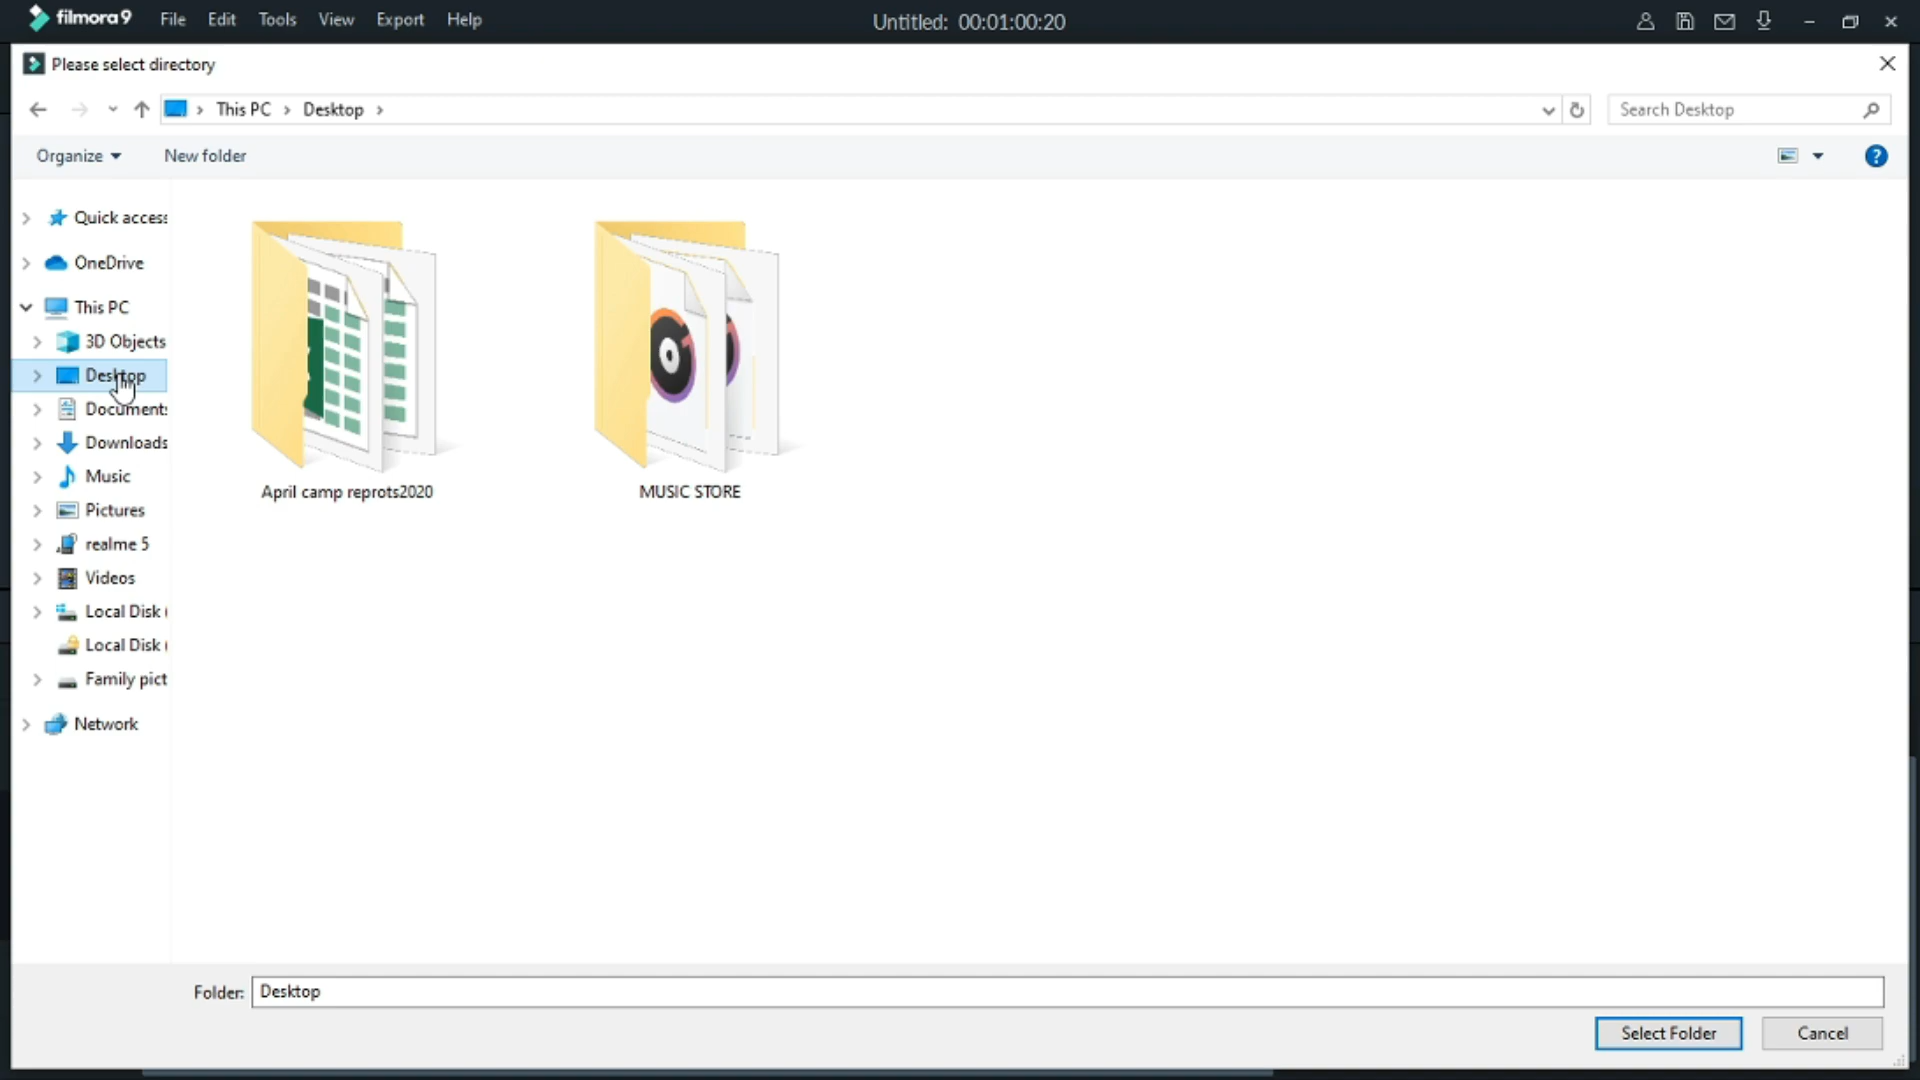 filmora9 File Edit Tools View Export Help Untitled: 00:01:00:20
Please select directory
This PC Desktop Search Desktop
Organize New folder
Quick access
OneDrive
This PC
3D Objects
Desktop
Documents
Downloads
Music
Pictures
realme 5
Videos
Local Disk (
Local Disk (
Family pict
Network
April camp reprots2020
MUSIC STORE
Folder: Desktop
Select Folder Cancel